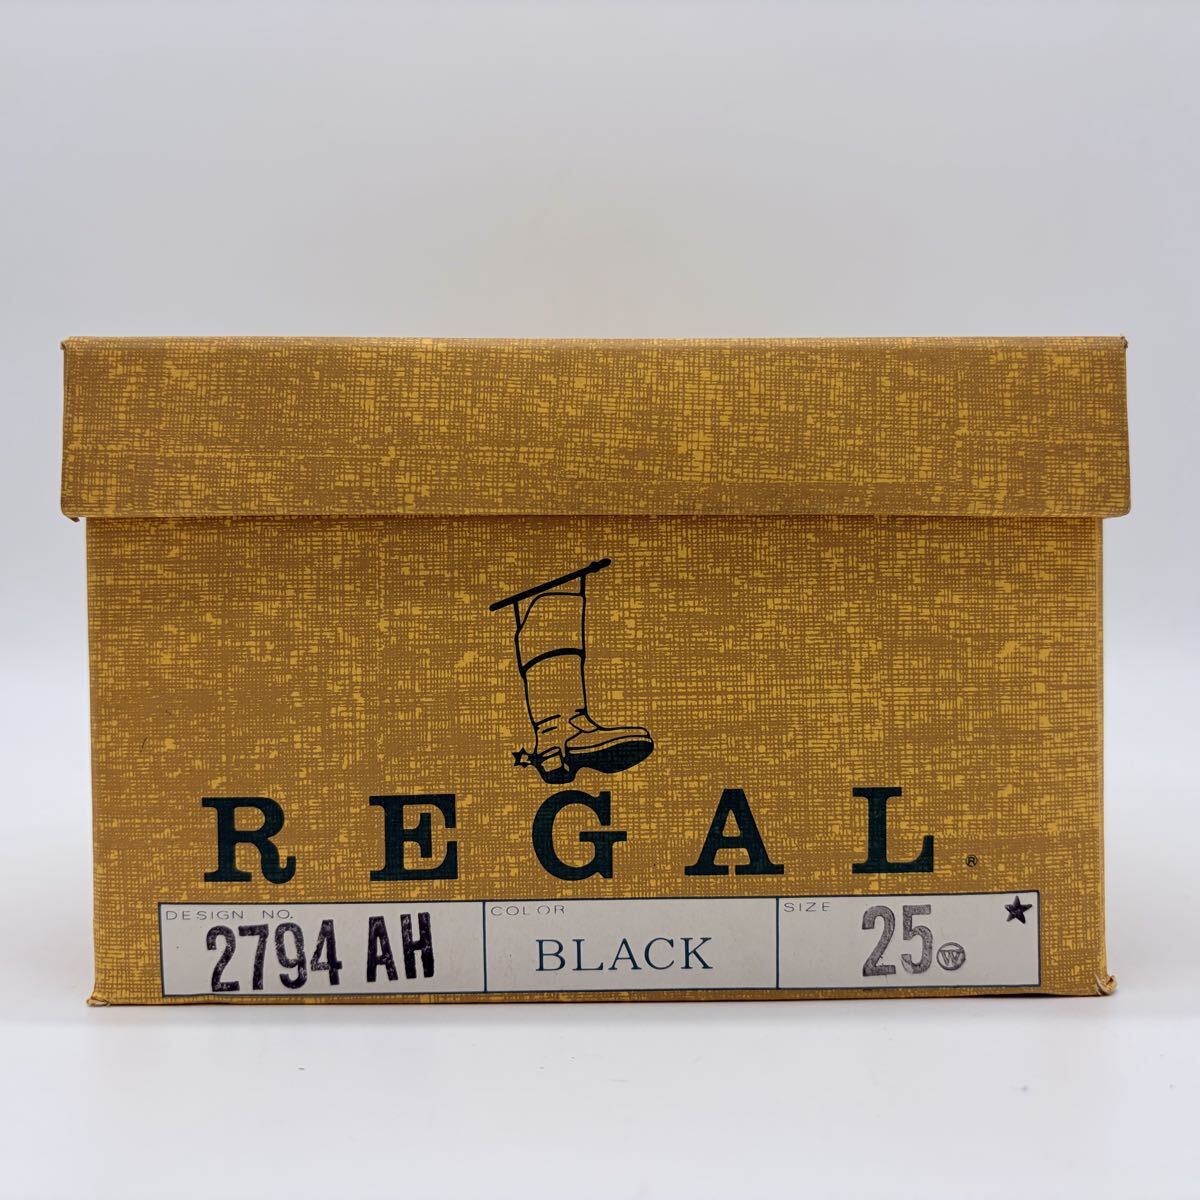 REGAL ®
DESIGN NO. COLOR SIZE
2794 AH BLACK 25 Ⓦ ★